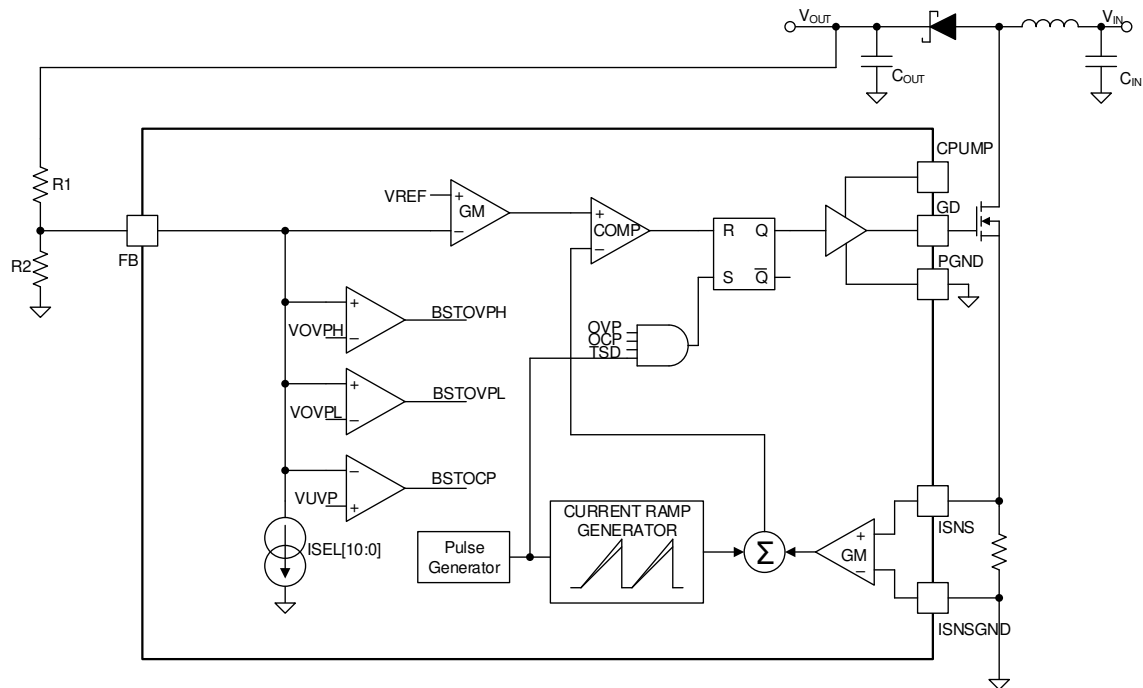 VOUT
VIN
COUT
CIN
CPUMP
R1
VREF
+
GM
−
+
COMP
−
R Q
S Q
GD
FB
R2
PGND
OVP
OCP
TSD
+
VOVPH
−
BSTOVPH
+
VOVPL
−
BSTOVPL
−
VUVP
+
BSTOCP
ISEL[10:0]
Pulse
Generator
CURRENT RAMP
GENERATOR
Σ
+
GM
−
ISNS
ISNSGND